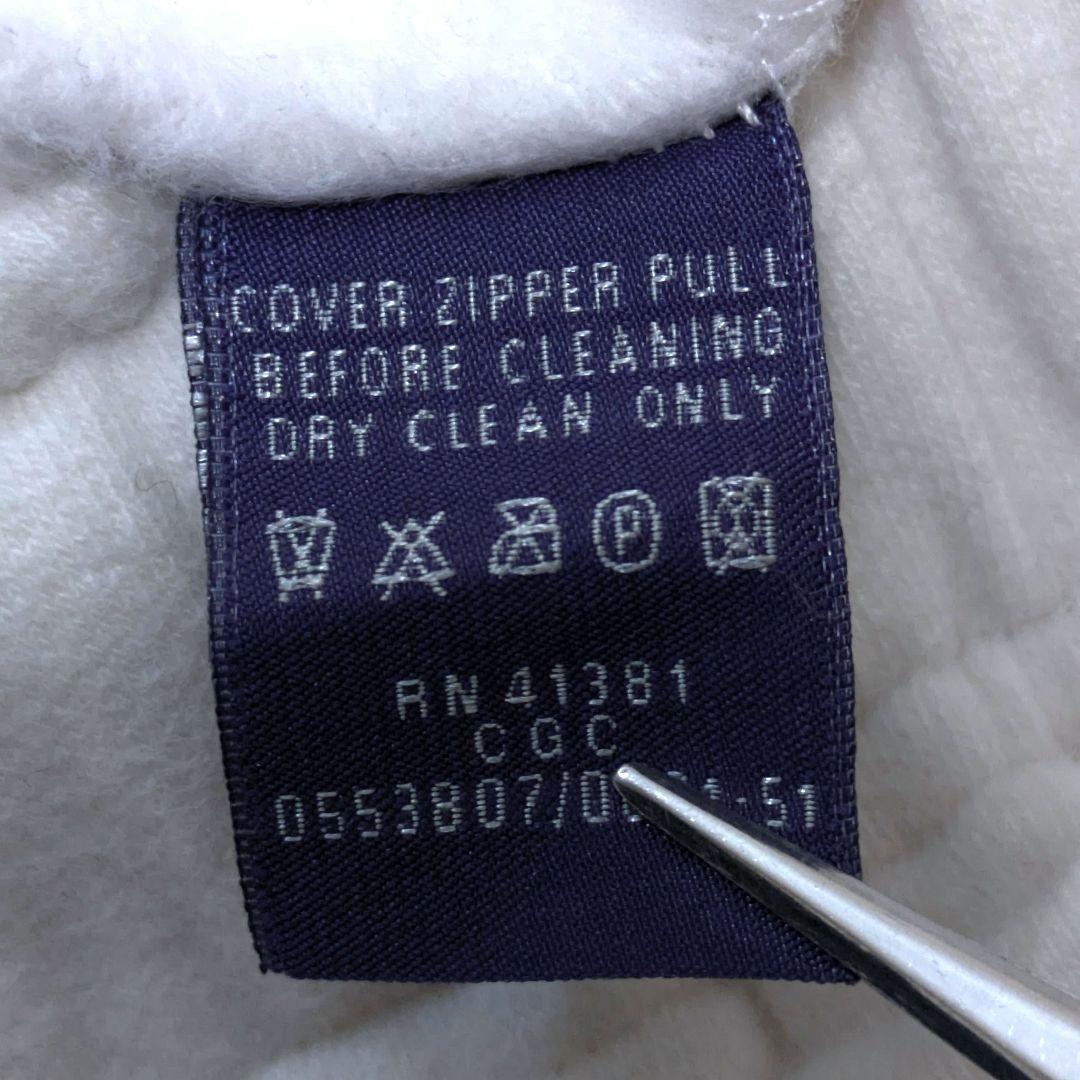 COVER ZIPPER PULL
BEFORE CLEANING
DRY CLEAN ONLY
P
RN 41381
CGC